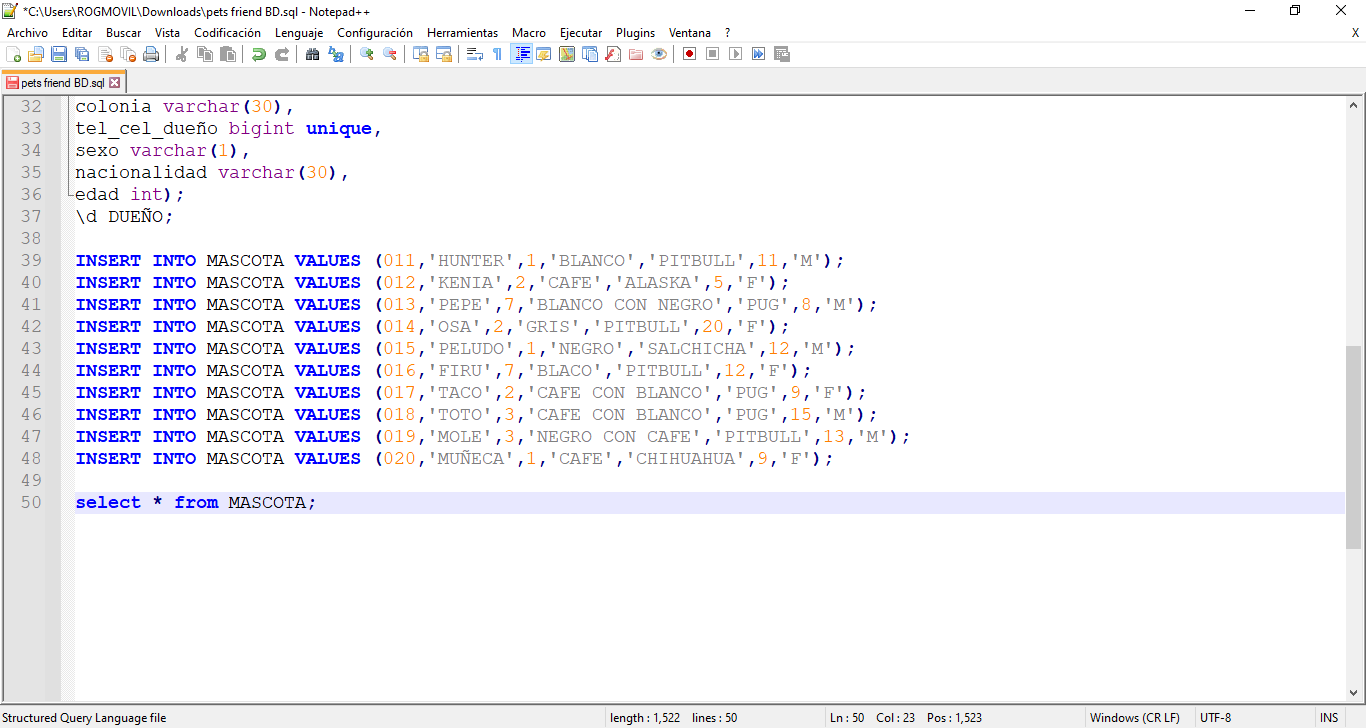 *C:\Users\ROGMOVIL\Downloads\pets friend BD.sql - Notepad++
Archivo Editar Buscar Vista Codificación Lenguaje Configuración Herramientas Macro Ejecutar Plugins Ventana ? X
pets friend BD.sql
32 colonia varchar(30),
33 tel_cel_dueño bigint unique,
34 sexo varchar(1),
35 nacionalidad varchar(30),
36 edad int);
37 \d DUEÑO;
38
39 INSERT INTO MASCOTA VALUES (011,'HUNTER',1,'BLANCO','PITBULL',11,'M');
40 INSERT INTO MASCOTA VALUES (012,'KENIA',2,'CAFE','ALASKA',5,'F');
41 INSERT INTO MASCOTA VALUES (013,'PEPE',7,'BLANCO CON NEGRO','PUG',8,'M');
42 INSERT INTO MASCOTA VALUES (014,'OSA',2,'GRIS','PITBULL',20,'F');
43 INSERT INTO MASCOTA VALUES (015,'PELUDO',1,'NEGRO','SALCHICHA',12,'M');
44 INSERT INTO MASCOTA VALUES (016,'FIRU',7,'BLACO','PITBULL',12,'F');
45 INSERT INTO MASCOTA VALUES (017,'TACO',2,'CAFE CON BLANCO','PUG',9,'F');
46 INSERT INTO MASCOTA VALUES (018,'TOTO',3,'CAFE CON BLANCO','PUG',15,'M');
47 INSERT INTO MASCOTA VALUES (019,'MOLE',3,'NEGRO CON CAFE','PITBULL',13,'M');
48 INSERT INTO MASCOTA VALUES (020,'MUÑECA',1,'CAFE','CHIHUAHUA',9,'F');
49
50 select * from MASCOTA;
Structured Query Language file length : 1,522 lines : 50 Ln : 50 Col : 23 Pos : 1,523 Windows (CR LF) UTF-8 INS